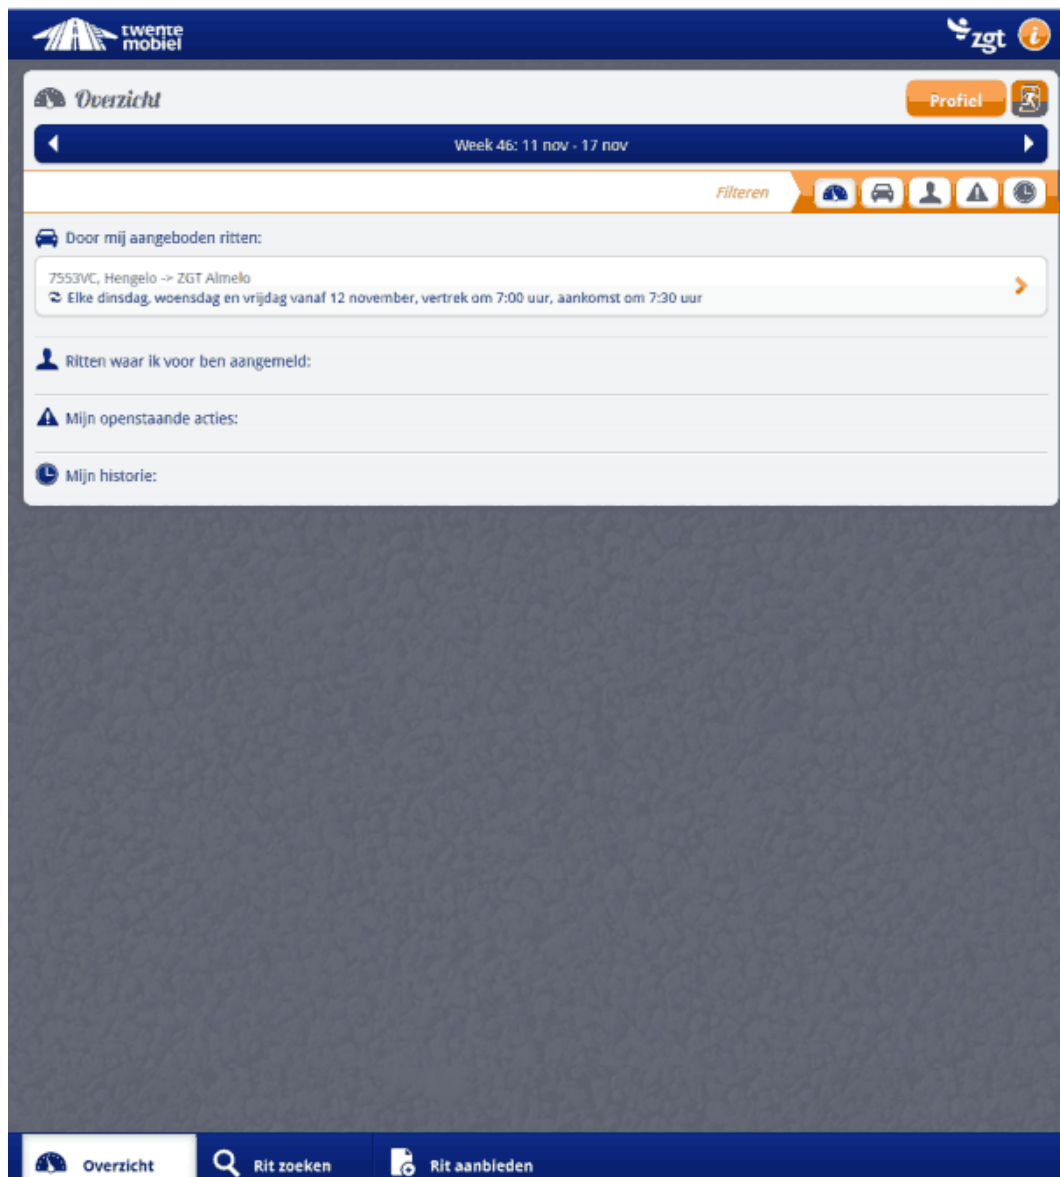 twente
mobiel
zgt
i
Overzicht
Profiel
Week 46: 11 nov - 17 nov
Filteren
Door mij aangeboden ritten:
7553VC, Hengelo -> ZGT Almelo
Elke dinsdag, woensdag en vrijdag vanaf 12 november, vertrek om 7:00 uur, aankomst om 7:30 uur
Ritten waar ik voor ben aangemeld:
Mijn openstaande acties:
Mijn historie:
Overzicht
Rit zoeken
Rit aanbieden